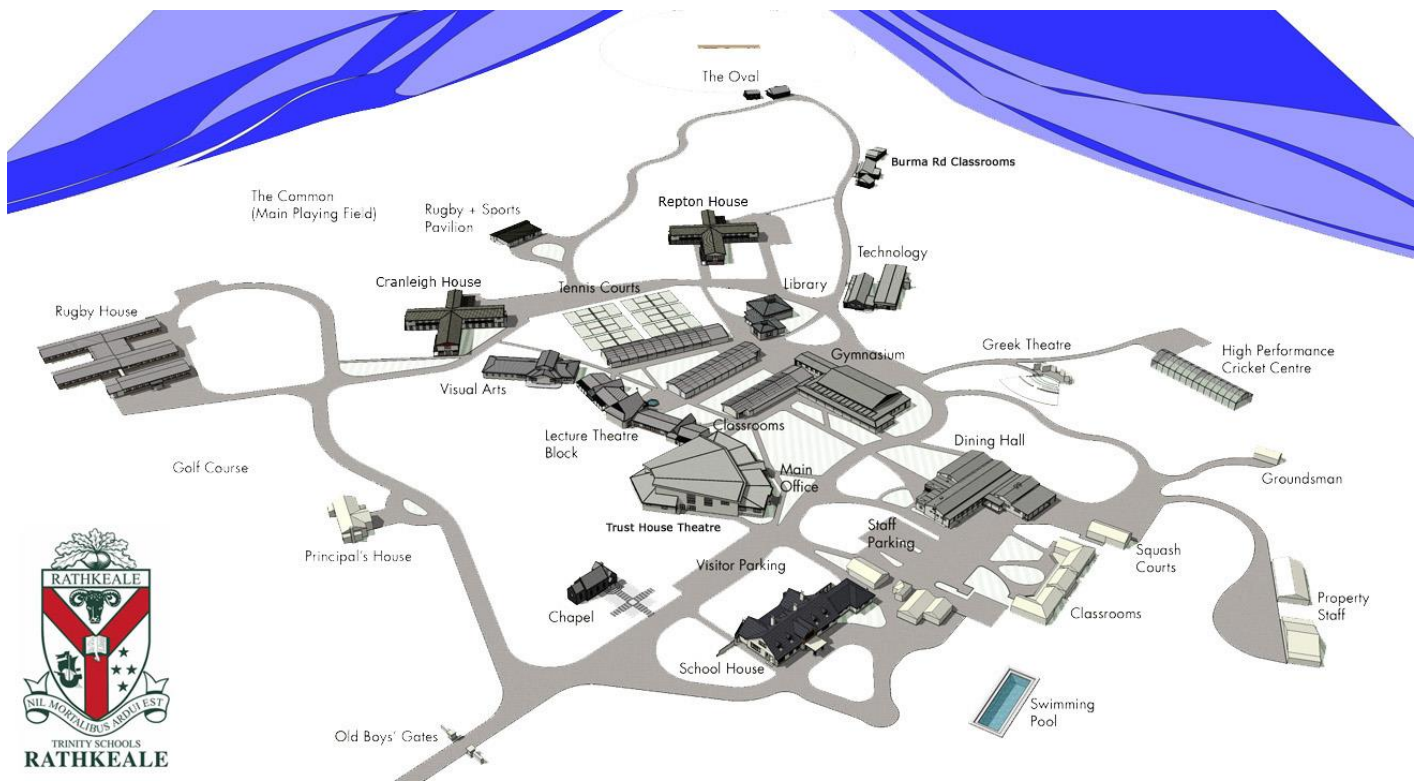 The Oval
Burma Rd Classrooms
The Common
(Main Playing Field)
Rugby + Sports
Pavilion
Repton House
Technology
Cranleigh House
Tennis Courts
Library
Rugby House
Gymnasium
Greek Theatre
High Performance
Cricket Centre
Visual Arts
Classrooms
Lecture Theatre
Block
Dining Hall
Golf Course
Main
Office
Groundsman
Trust House Theatre
Staff
Parking
Principal's House
Visitor Parking
Squash
Courts
Chapel
Classrooms
Property
Staff
School House
Swimming
Pool
Old Boys' Gates
RATHKEALE
NIL MORTALIBUS ARDUI EST
TRINITY SCHOOLS
RATHKEALE